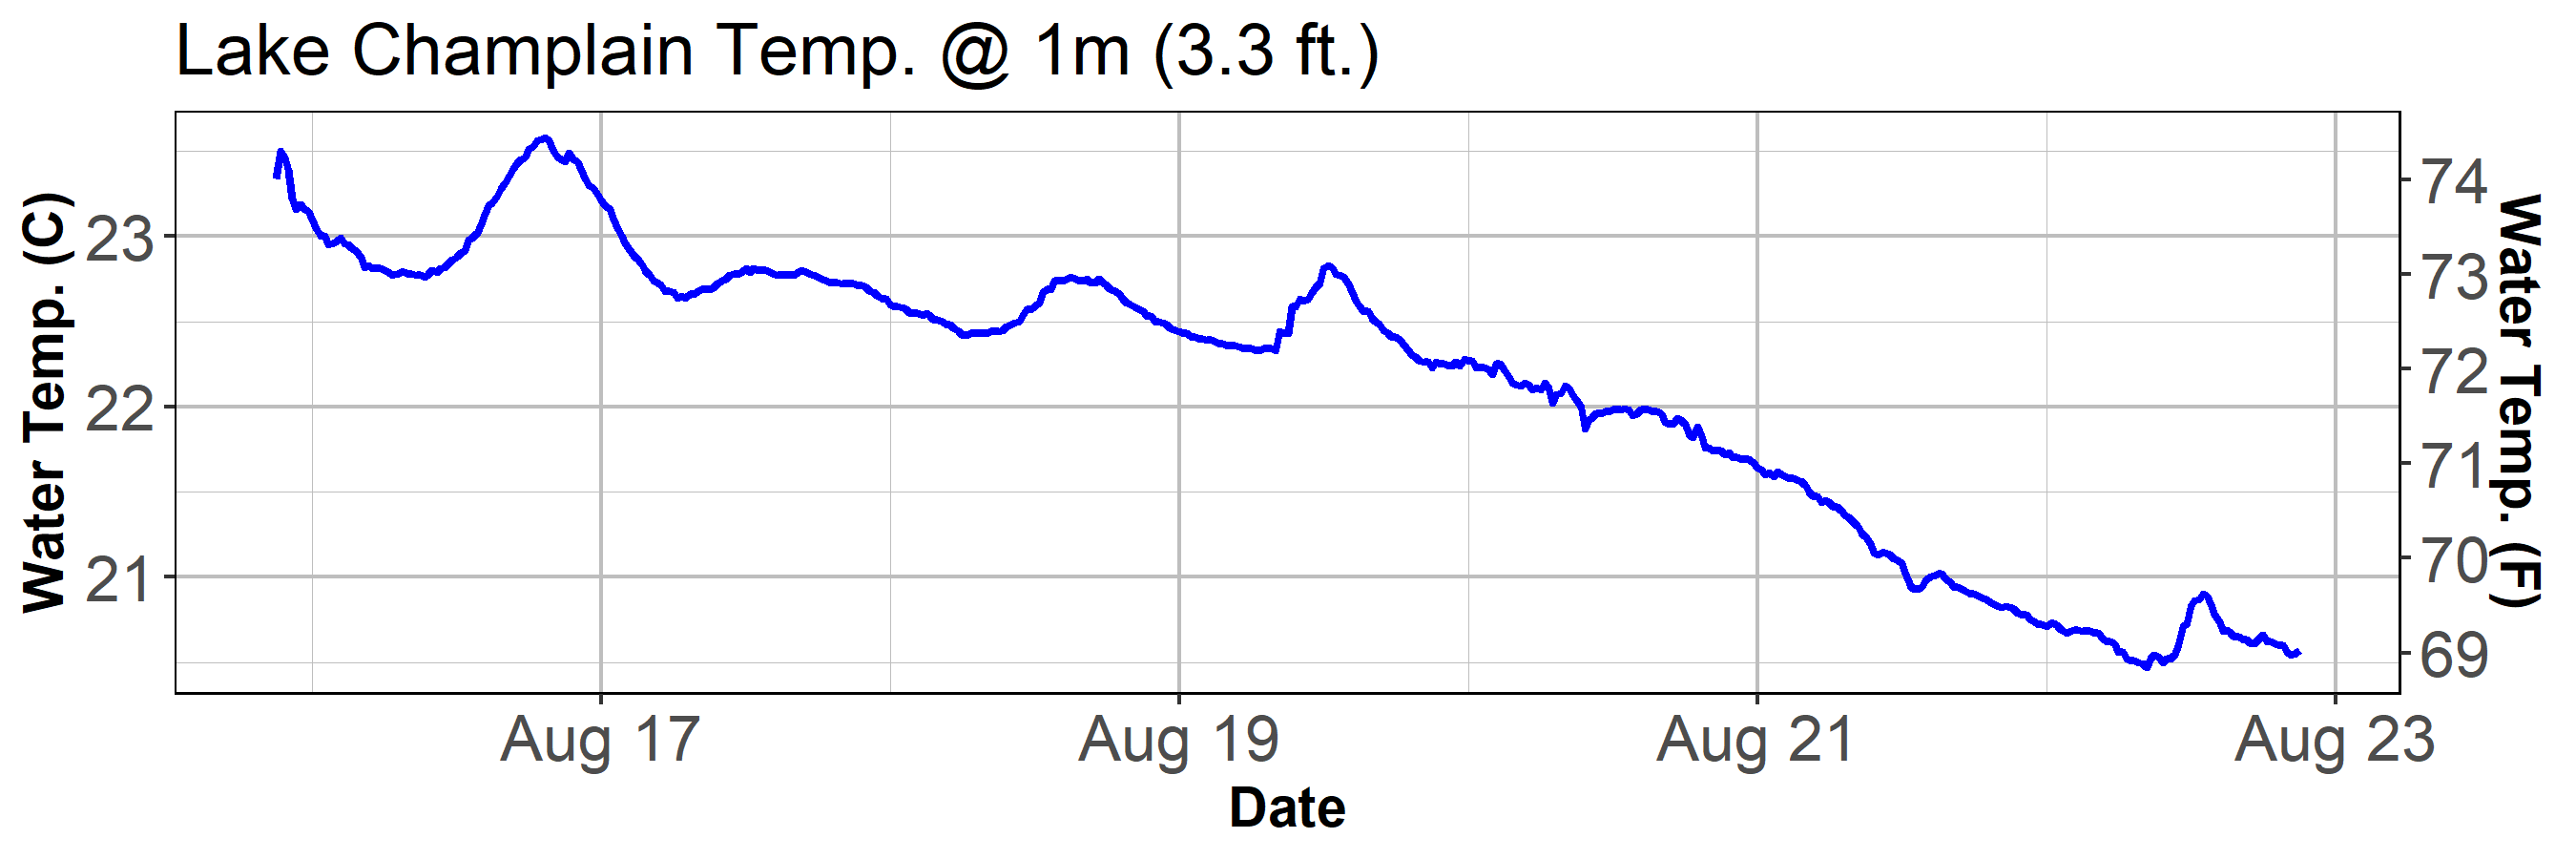 Lake Champlain Temp. @ 1m (3.3 ft.)
Water Temp. (C)
23
22
21
74
73
72
71
70
69
Water Temp. (F)
Aug 17 Aug 19 Aug 21 Aug 23
Date